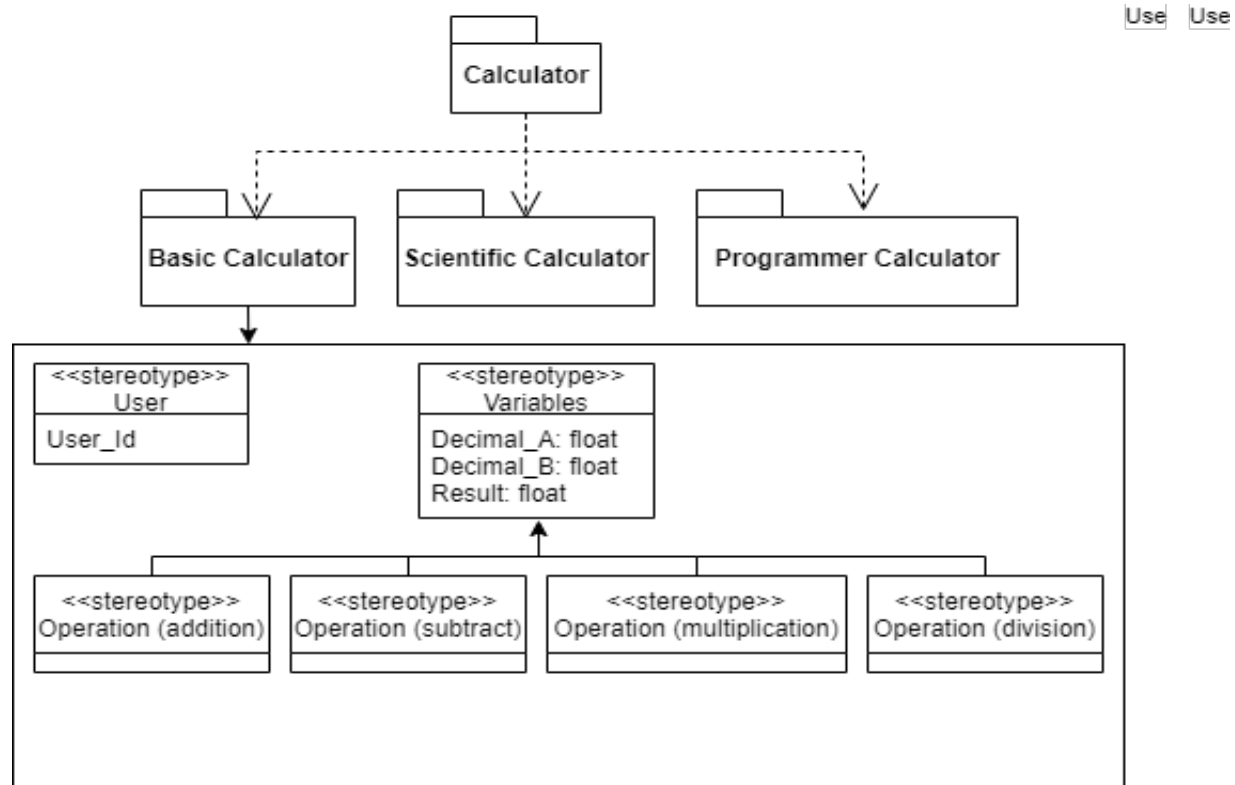 Use Use
Calculator
Basic Calculator
Scientific Calculator
Programmer Calculator
<<stereotype>>
User
User_Id
<<stereotype>>
Variables
Decimal_A: float
Decimal_B: float
Result: float
<<stereotype>>
Operation (addition)
<<stereotype>>
Operation (subtract)
<<stereotype>>
Operation (multiplication)
<<stereotype>>
Operation (division)